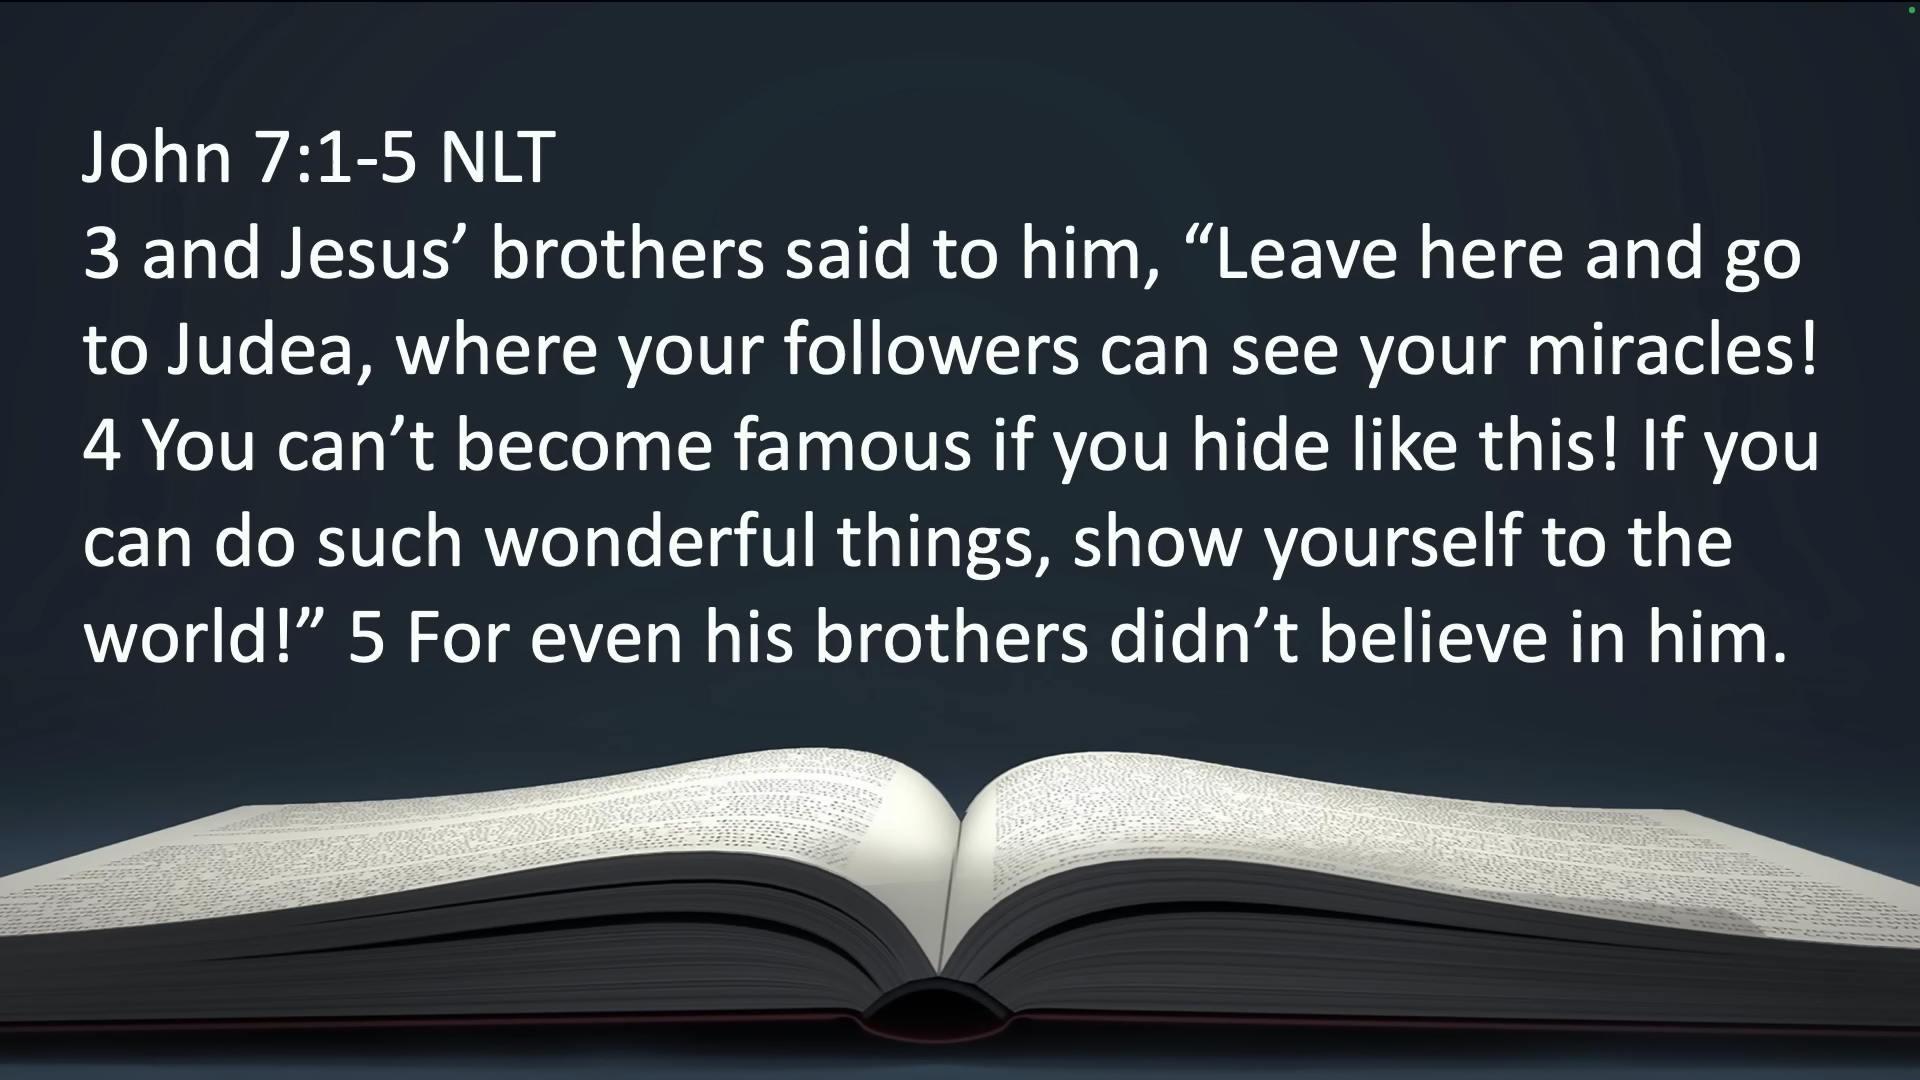 John 7:1-5 NLT
3 and Jesus’ brothers said to him, “Leave here and go
to Judea, where your followers can see your miracles!
4 You can’t become famous if you hide like this! If you
can do such wonderful things, show yourself to the
world!” 5 For even his brothers didn’t believe in him.